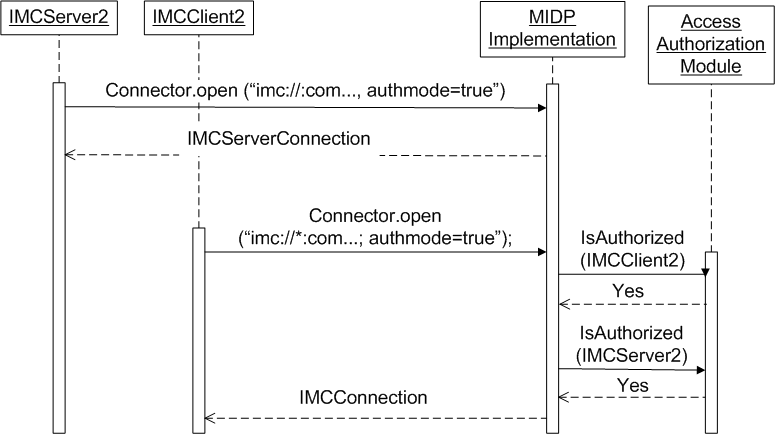 IMCServer2
IMCClient2
MIDP
Implementation
Access
Authorization
Module
Connector.open (“imc://:com..., authmode=true”)
IMCServerConnection
Connector.open
(“imc://*:com...; authmode=true”);
IsAuthorized
(IMCClient2)
Yes
IsAuthorized
(IMCServer2)
Yes
IMCConnection